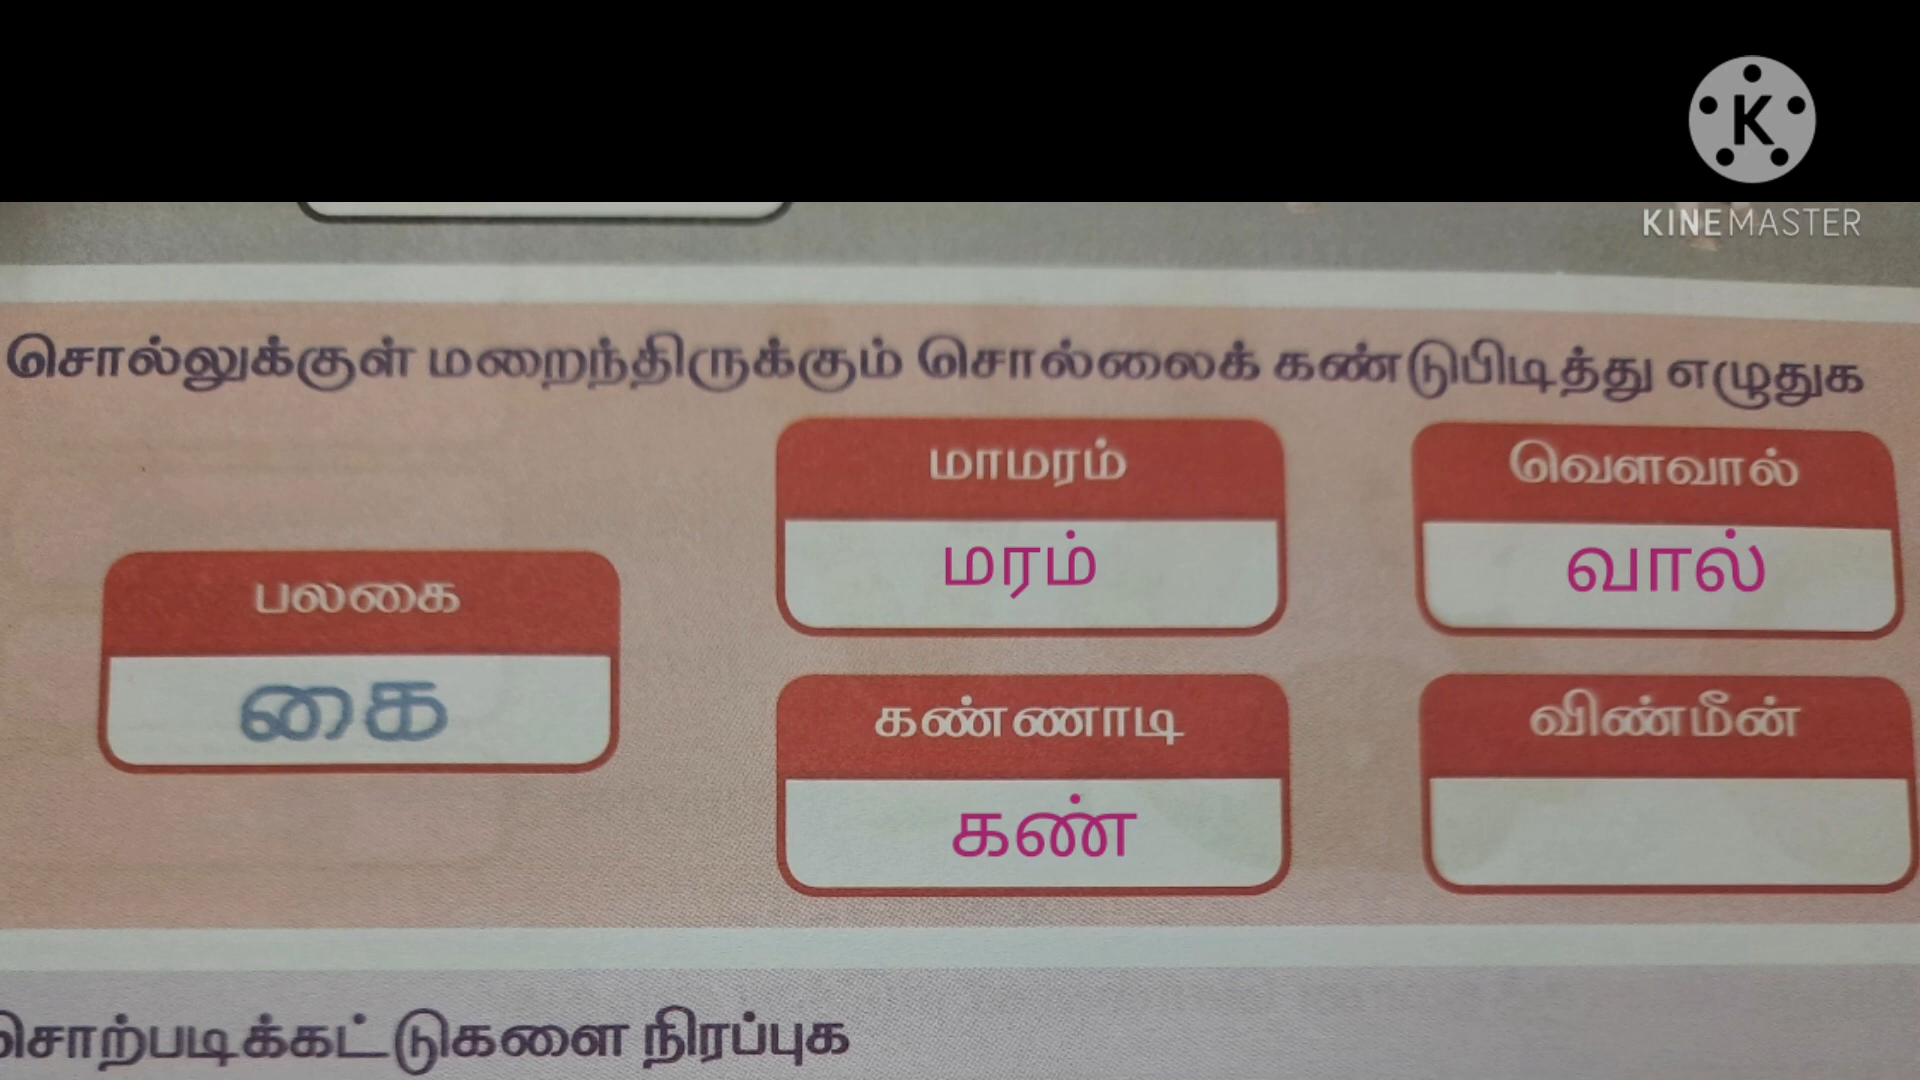 K
KINEMASTER
சொல்லுக்குள் மறைந்திருக்கும் சொல்லைக் கண்டுபிடித்து எழுதுக
மாமரம்
மரம்
வௌவால்
வால்
பலகை
கை
கண்ணாடி
கண்
விண்மீன்
சொற்படிக்கட்டுகளை நிரப்புக